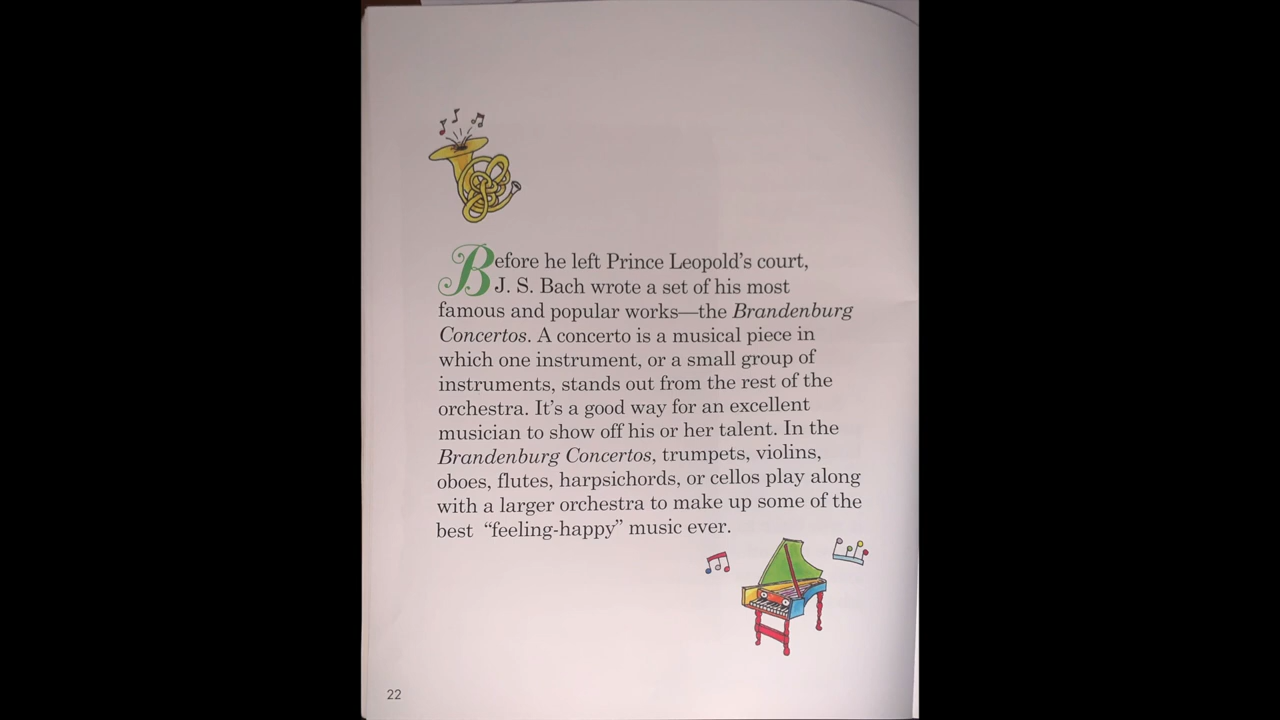 Before he left Prince Leopold's court,
J. S. Bach wrote a set of his most
famous and popular works—the Brandenburg
Concertos. A concerto is a musical piece in
which one instrument, or a small group of
instruments, stands out from the rest of the
orchestra. It's a good way for an excellent
musician to show off his or her talent. In the
Brandenburg Concertos, trumpets, violins,
oboes, flutes, harpsichords, or cellos play along
with a larger orchestra to make up some of the
best “feeling-happy” music ever.
22